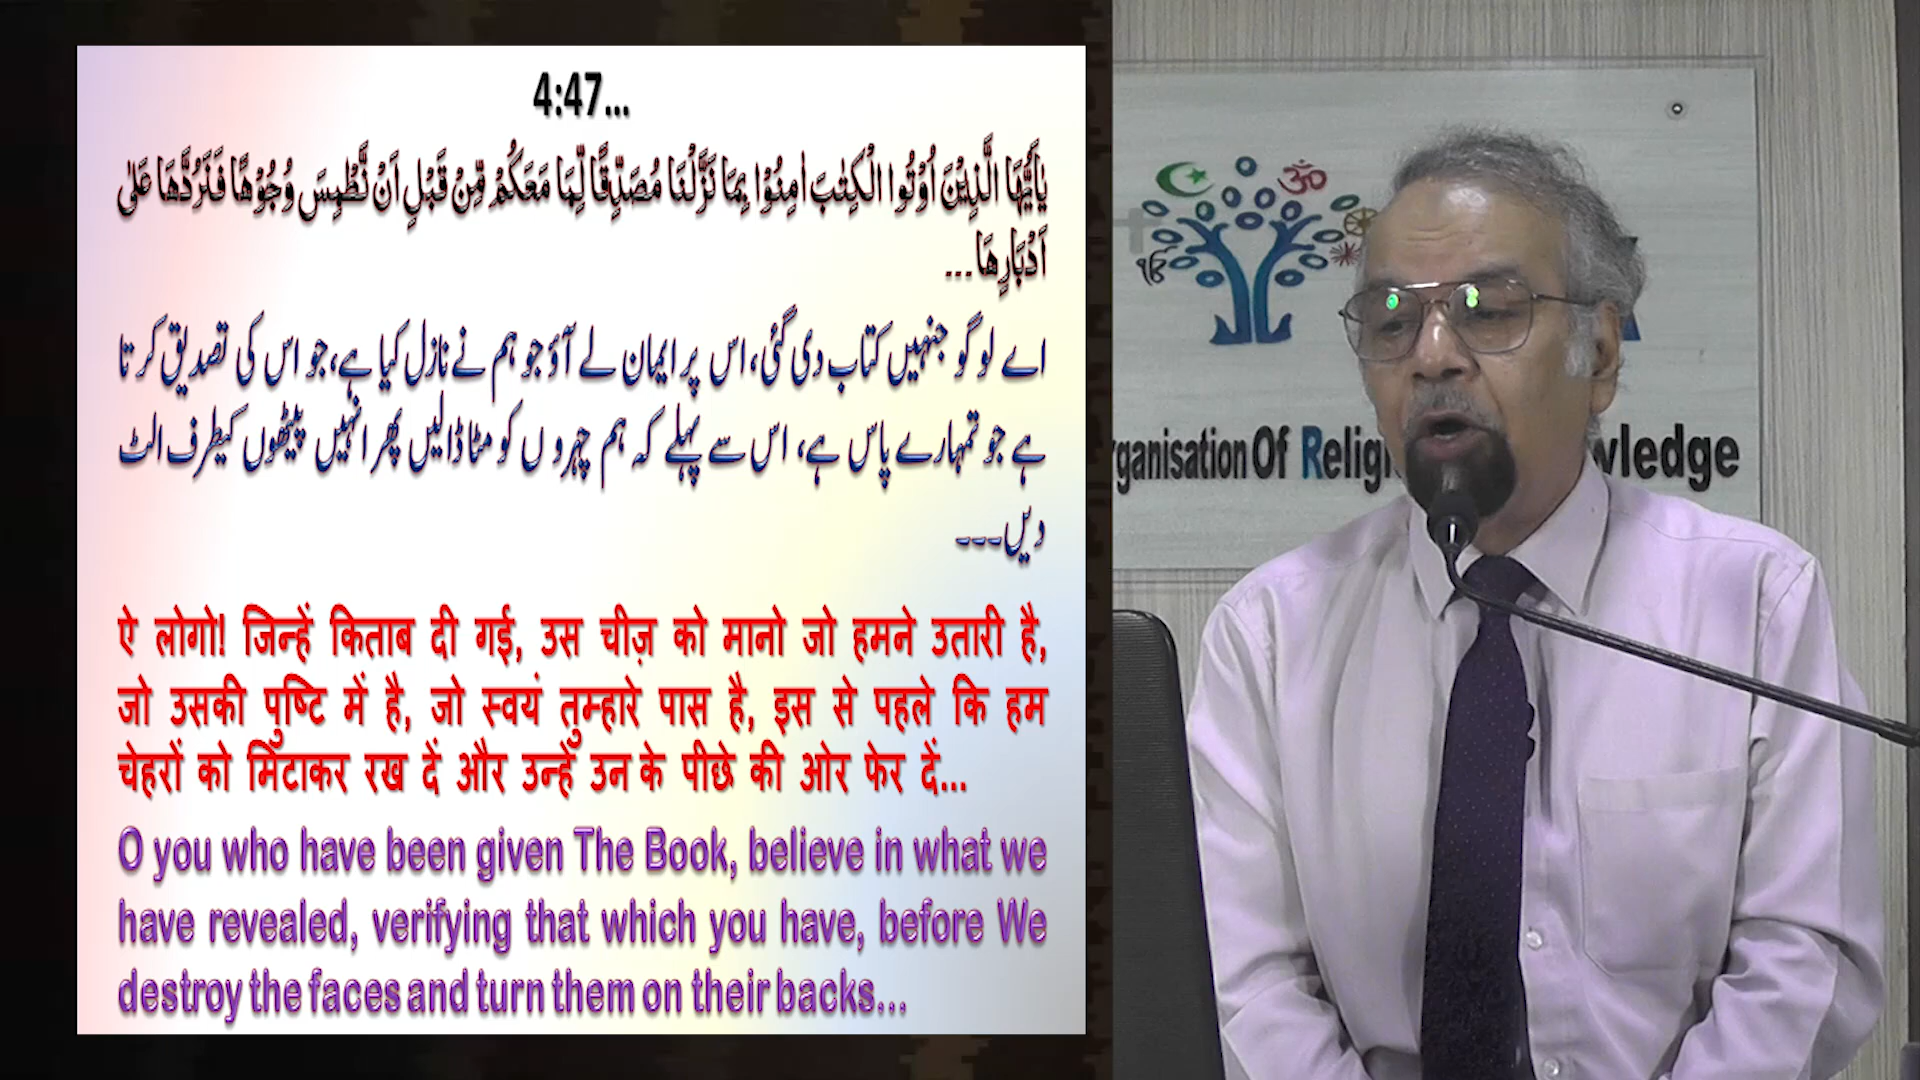 4:47...
يٰۤاَيُّهَا الَّذِيْنَ اُوْتُوا الْكِتٰبَ اٰمِنُوْا بِمَا نَزَّلْنَا مُصَدِّقًا لِّمَا مَعَكُمْ مِّنْ قَبْلِ اَنْ نَّطْمِسَ وُجُوْهًا فَنَرُدَّهَا عَلٰۤى
اَدْبَارِهَا ...
اے لوگو جنہیں کتاب دی گئی، اس پر ایمان لے آؤ جو ہم نے نازل کیا ہے، جو اس کی تصدیق کرتا
ہے جو تمہارے پاس ہے، اس سے پہلے کہ ہم چہروں کو مٹا ڈالیں پھر انہیں پیٹھوں کیطرف الٹ
دیں۔۔۔
ऐ लोगो! जिन्हें किताब दी गई, उस चीज़ को मानो जो हमने उतारी है,
जो उसकी पुष्टि में है, जो स्वयं तुम्हारे पास है, इस से पहले कि हम
चेहरों को मिटाकर रख दें और उन्हें उन के पीछे की ओर फेर दें...
O you who have been given The Book, believe in what we
have revealed, verifying that which you have, before We
destroy the faces and turn them on their backs...
rganisation Of Relig wledge